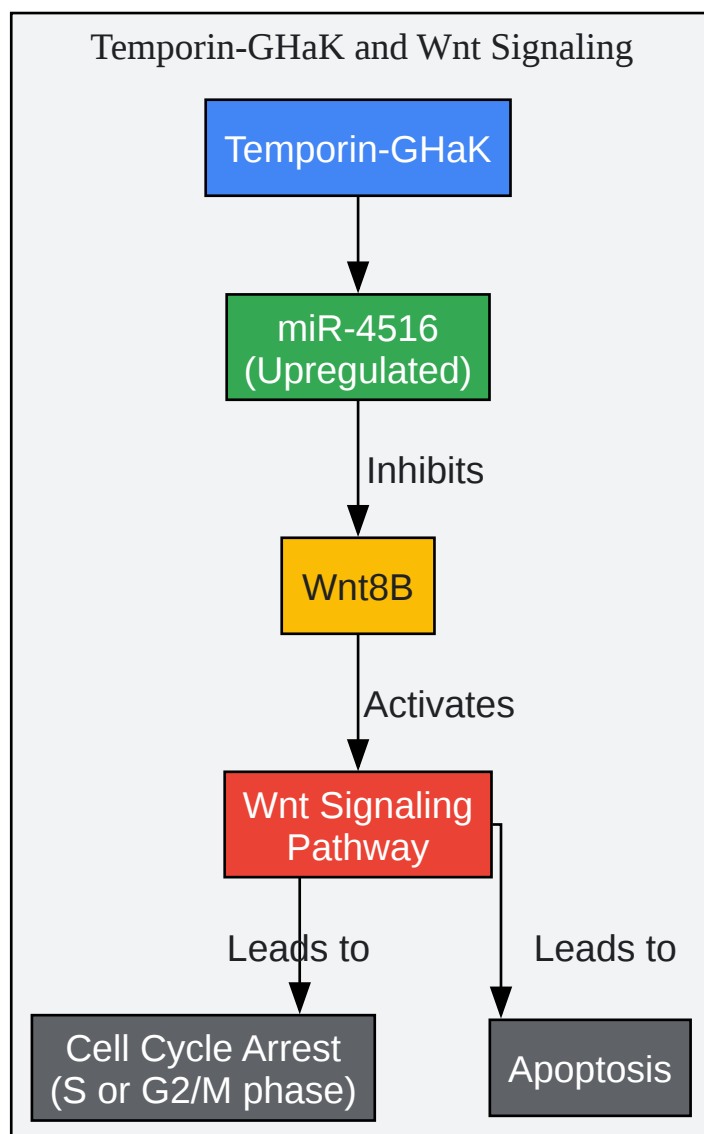 Temporin-GHaK and Wnt Signaling
Temporin-GHaK
miR-4516
(Upregulated)
Inhibits
Wnt8B
Activates
Wnt Signaling
Pathway
Leads to
Leads to
Cell Cycle Arrest
(S or G2/M phase)
Apoptosis